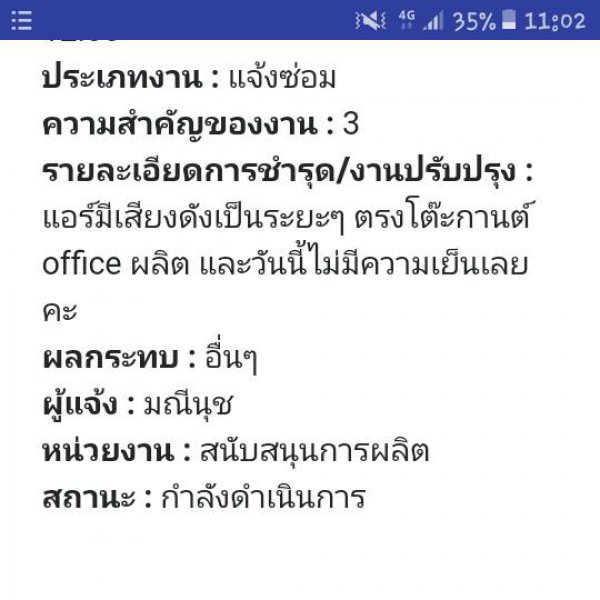 4G 35% 11:02
ประเภทงาน : แจ้งซ่อม
ความสำคัญของงาน : 3
รายละเอียดการชำรุด/งานปรับปรุง :
แอร์มีเสียงดังเป็นระยะๆ ตรงโต๊ะกานต์
office ผลิต และวันนี้ไม่มีความเย็นเลย
คะ
ผลกระทบ : อื่นๆ
ผู้แจ้ง : มณีนุช
หน่วยงาน : สนับสนุนการผลิต
สถานะ : กำลังดำเนินการ